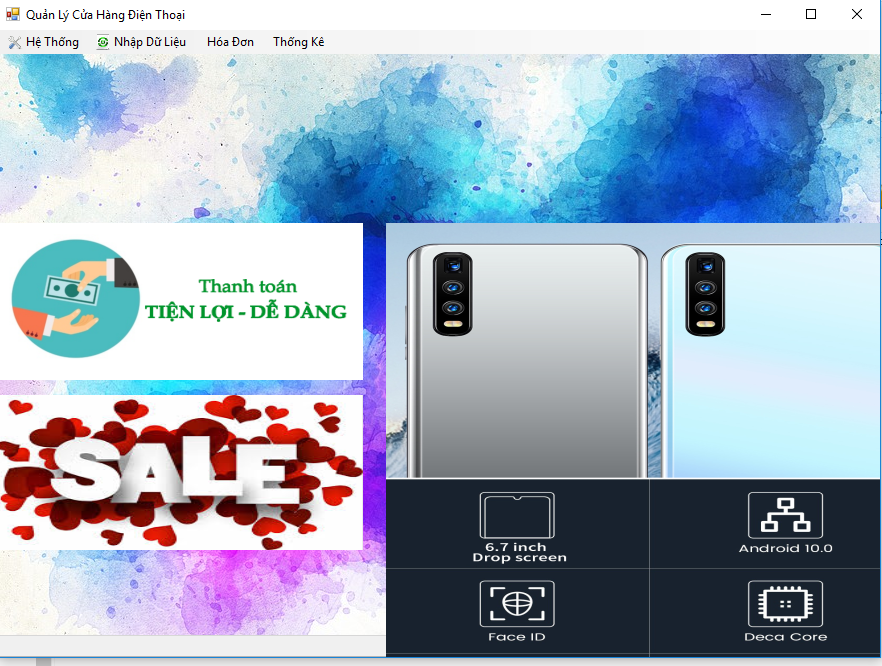 Quản Lý Cửa Hàng Điện Thoại
Hệ Thống Nhập Dữ Liệu Hóa Đơn Thống Kê
Thanh toán
TIỆN LỢI - DỄ DÀNG
SALE
6.7 inch
Drop screen
Android 10.0
Face ID
Deca Core